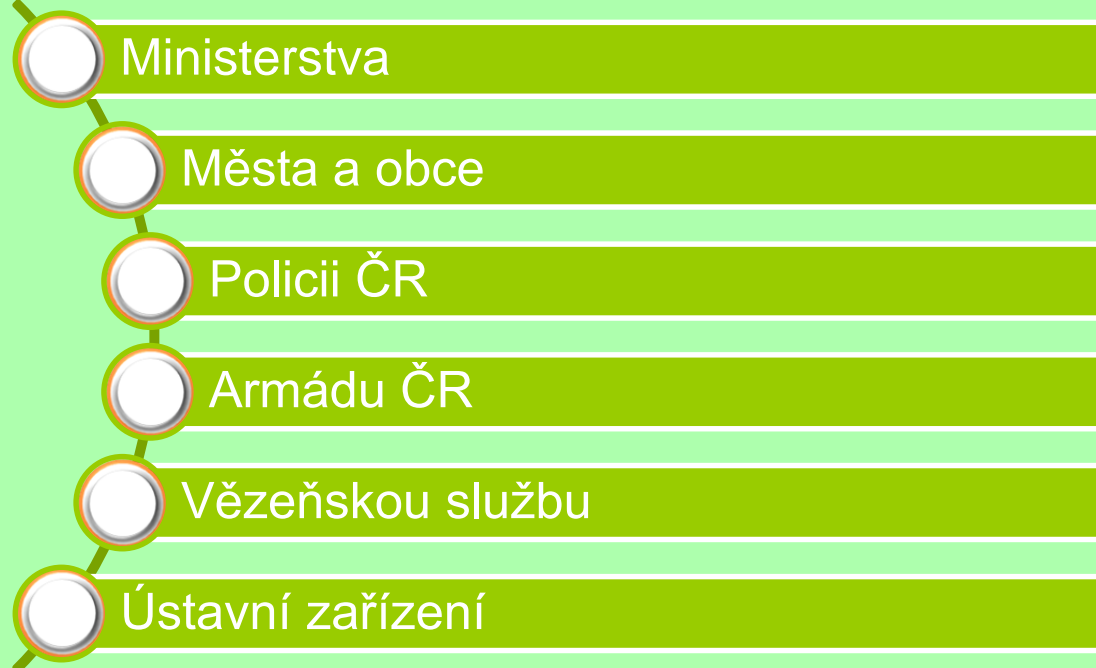 Ministerstva
Města a obce
Policii ČR
Armádu ČR
Vězeňskou službu
Ústavní zařízení